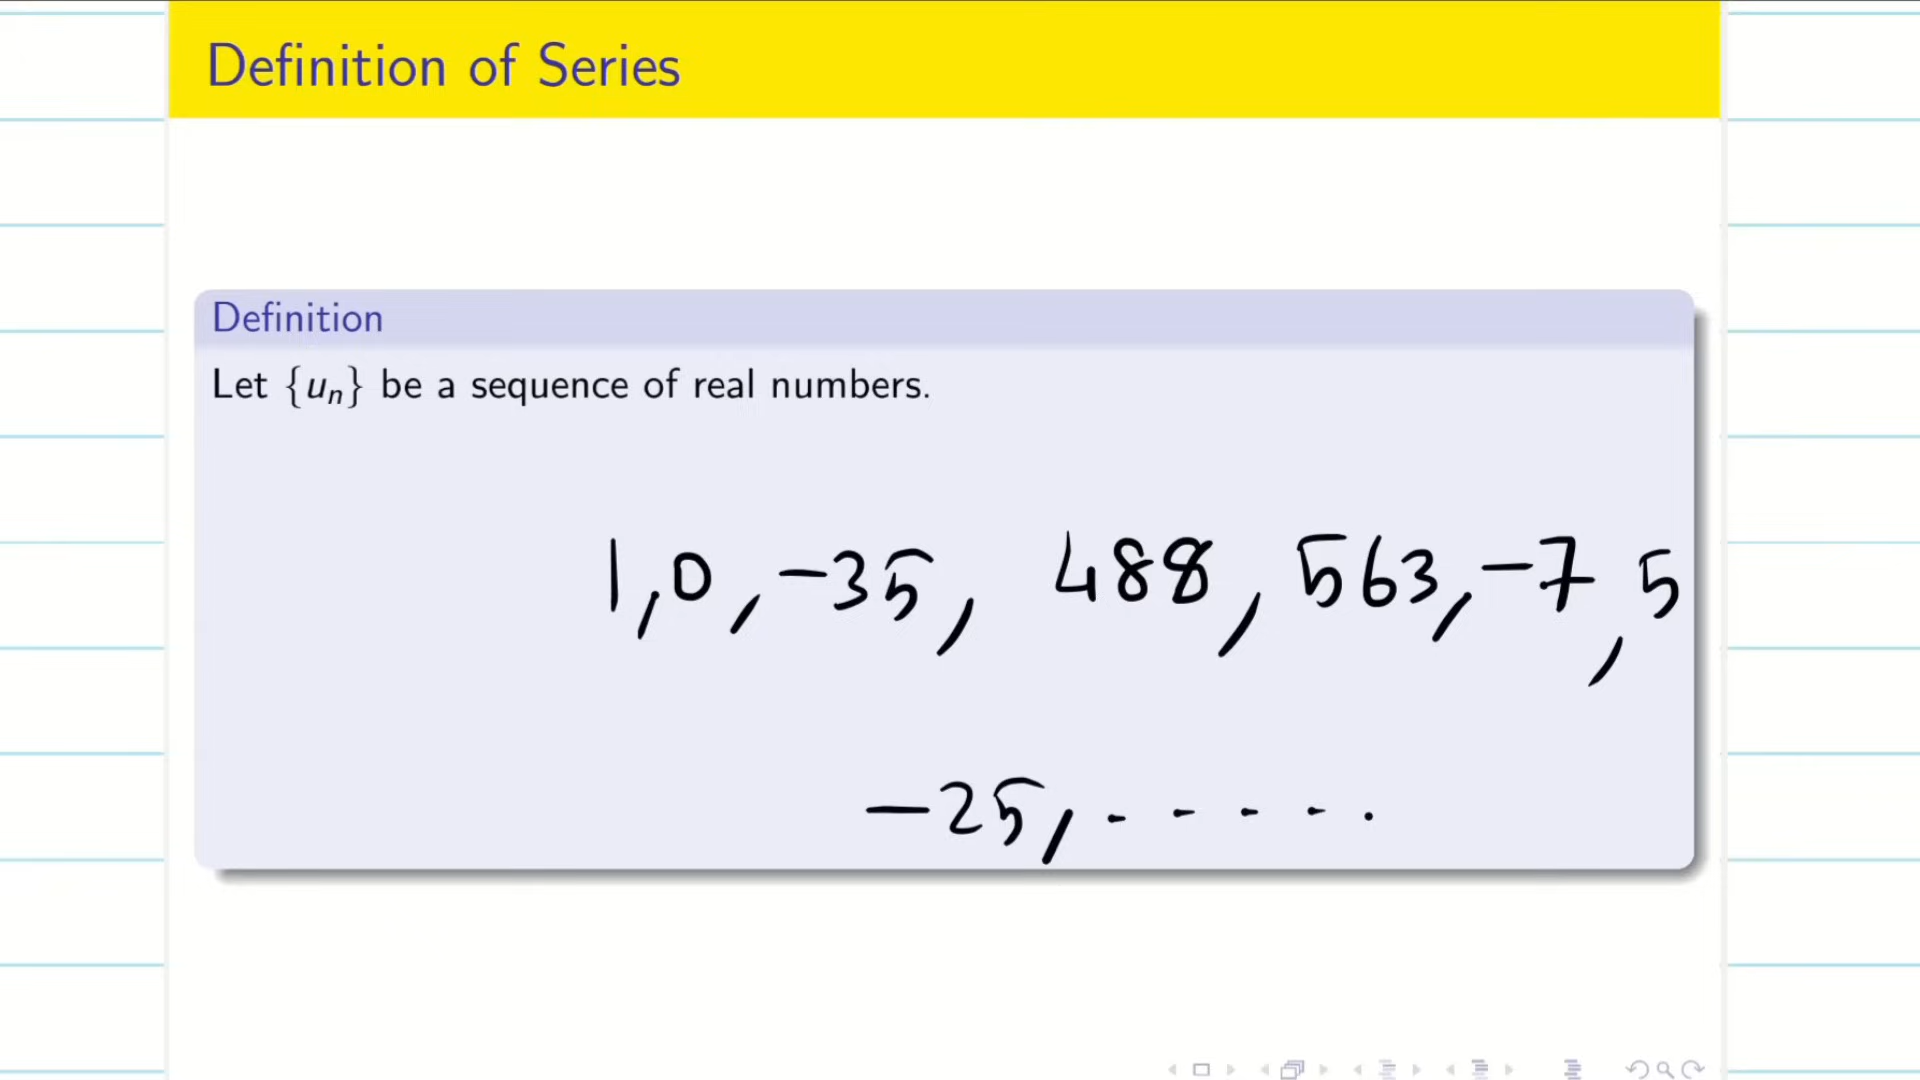 Definition of Series
Definition
Let {uₙ} be a sequence of real numbers.
1, 0, -35, 488, 563, -7, 5
-25, . . . . .